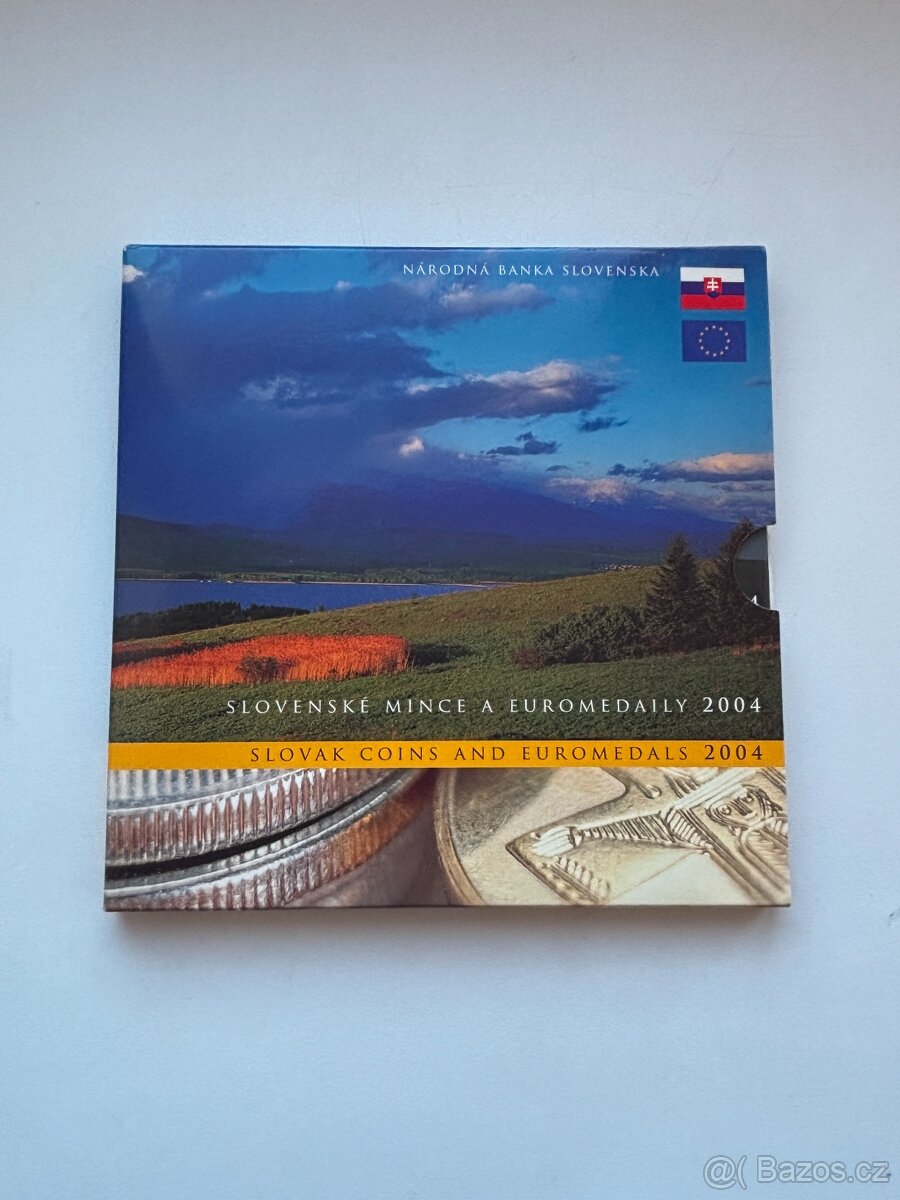 NÁRODNÁ BANKA SLOVENSKA
SLOVENSKÉ MINCE A EUROMEDAILY 2004
SLOVAK COINS AND EUROMEDALS 2004
@( Bazos.cz